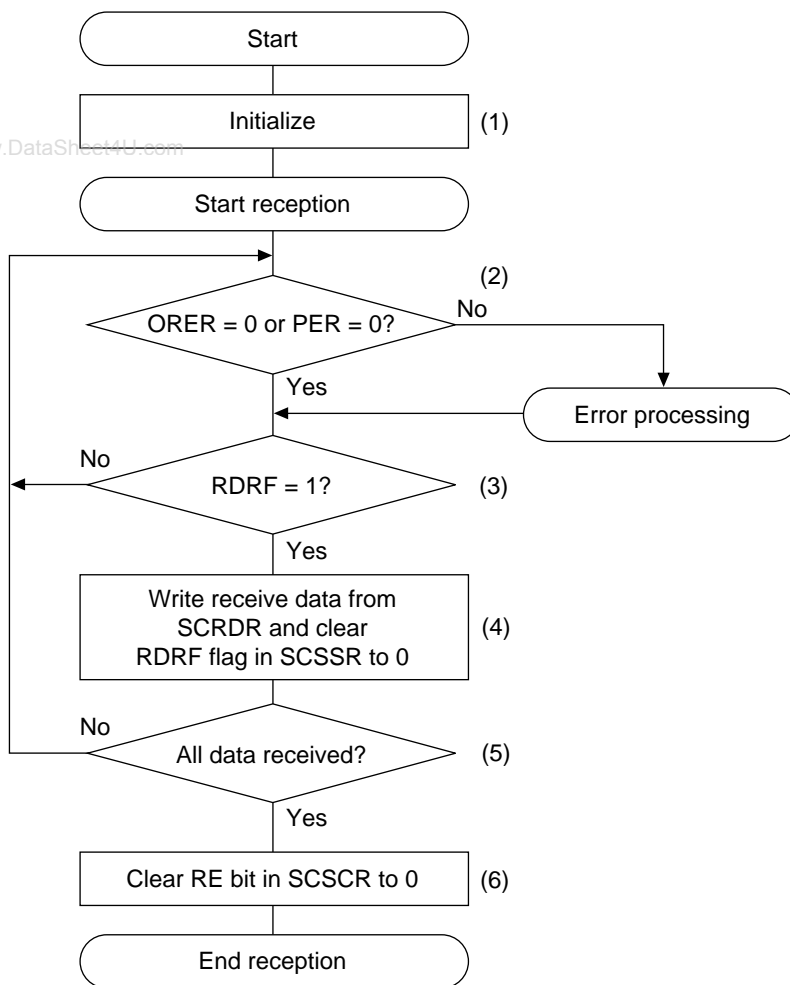 Start
Initialize
(1)
.DataSheet4U.com
Start reception
(2)
ORER = 0 or PER = 0?
No
Yes
Error processing
No
RDRF = 1?
(3)
Yes
Write receive data from
SCRDR and clear
RDRF flag in SCSSR to 0
(4)
No
All data received?
(5)
Yes
Clear RE bit in SCSCR to 0
(6)
End reception